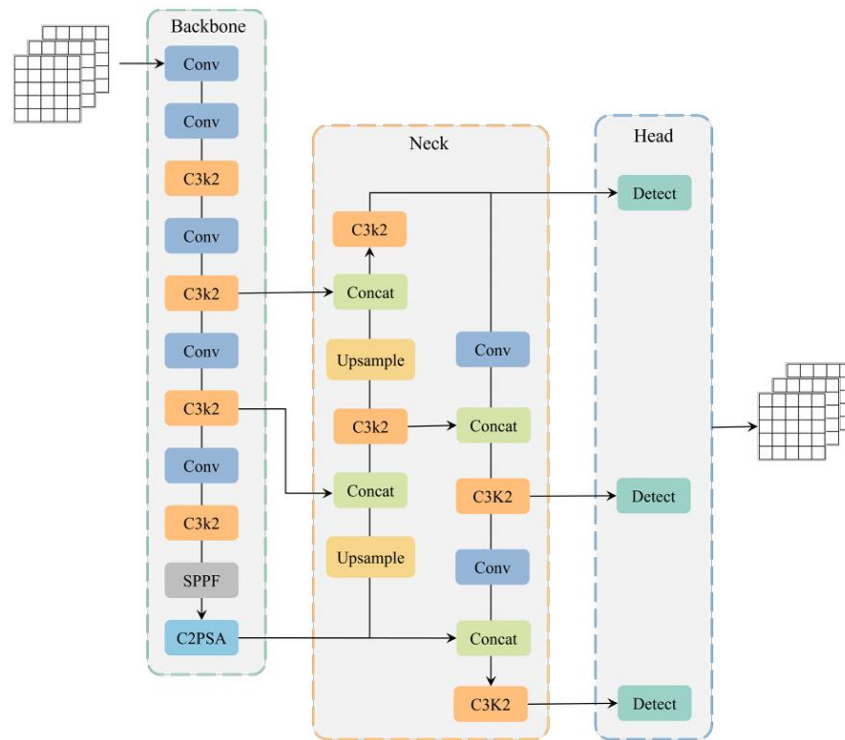 Backbone
Conv
Conv
C3k2
Conv
C3k2
Conv
C3k2
Conv
C3k2
SPPF
C2PSA
Neck
C3k2
Concat
Upsample
C3k2
Concat
Upsample
Conv
Concat
C3K2
Conv
Concat
C3K2
Head
Detect
Detect
Detect